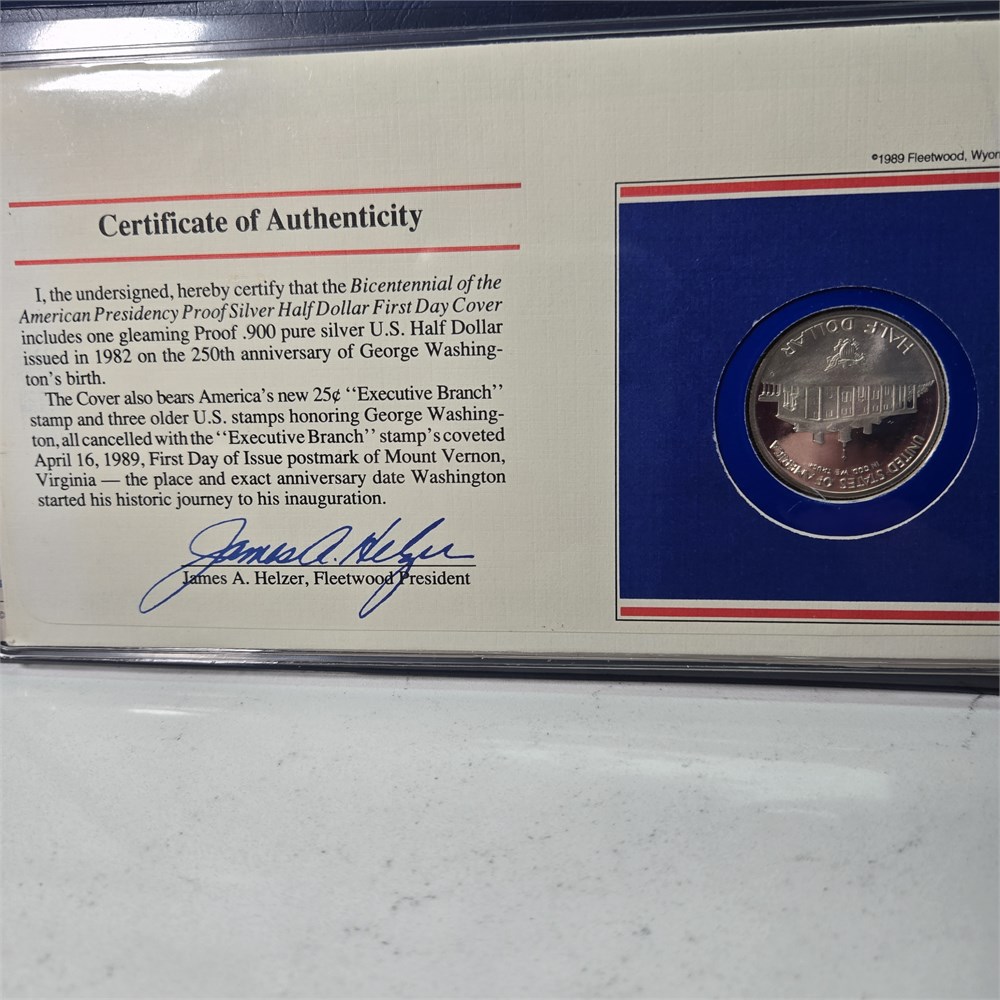 ©1989 Fleetwood, Wyom
Certificate of Authenticity
I, the undersigned, hereby certify that the Bicentennial of the
American Presidency Proof Silver Half Dollar First Day Cover
includes one gleaming Proof .900 pure silver U.S. Half Dollar
issued in 1982 on the 250th anniversary of George Washing-
ton's birth.
The Cover also bears America's new 25¢ "Executive Branch"
stamp and three older U.S. stamps honoring George Washing-
ton, all cancelled with the "Executive Branch" stamp's coveted
April 16, 1989, First Day of Issue postmark of Mount Vernon,
Virginia — the place and exact anniversary date Washington
started his historic journey to his inauguration.
James A. Helzer
James A. Helzer, Fleetwood President
UNITED STATES OF AMERICA
IN GOD WE TRUST
HALF DOLLAR